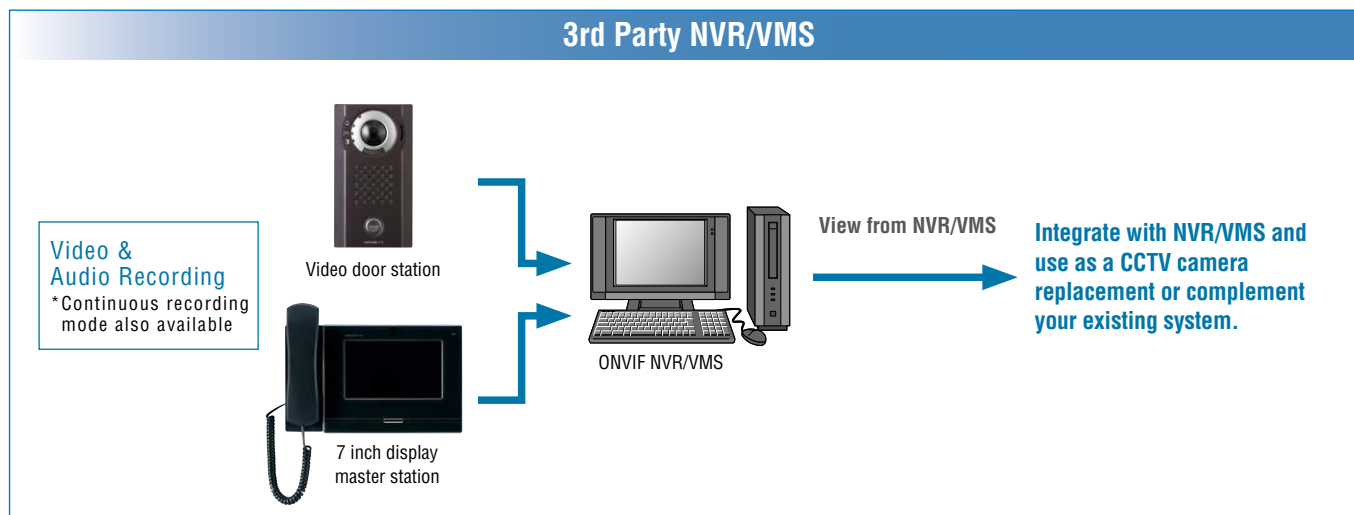 3rd Party NVR/VMS
Video &
Audio Recording
*Continuous recording
mode also available
Video door station
7 inch display
master station
ONVIF NVR/VMS
View from NVR/VMS
Integrate with NVR/VMS and
use as a CCTV camera
replacement or complement
your existing system.